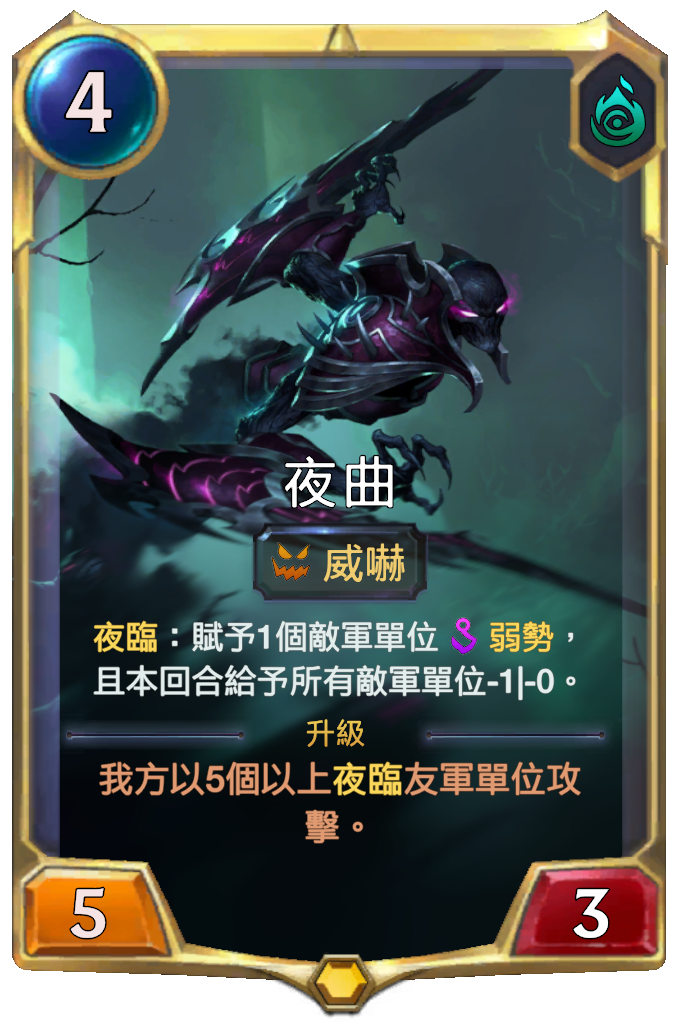 4
夜曲
威嚇
夜臨：賦予1個敵軍單位 弱勢，
且本回合給予所有敵軍單位-1|-0。
升級
我方以5個以上夜臨友軍單位攻
擊。
5
3